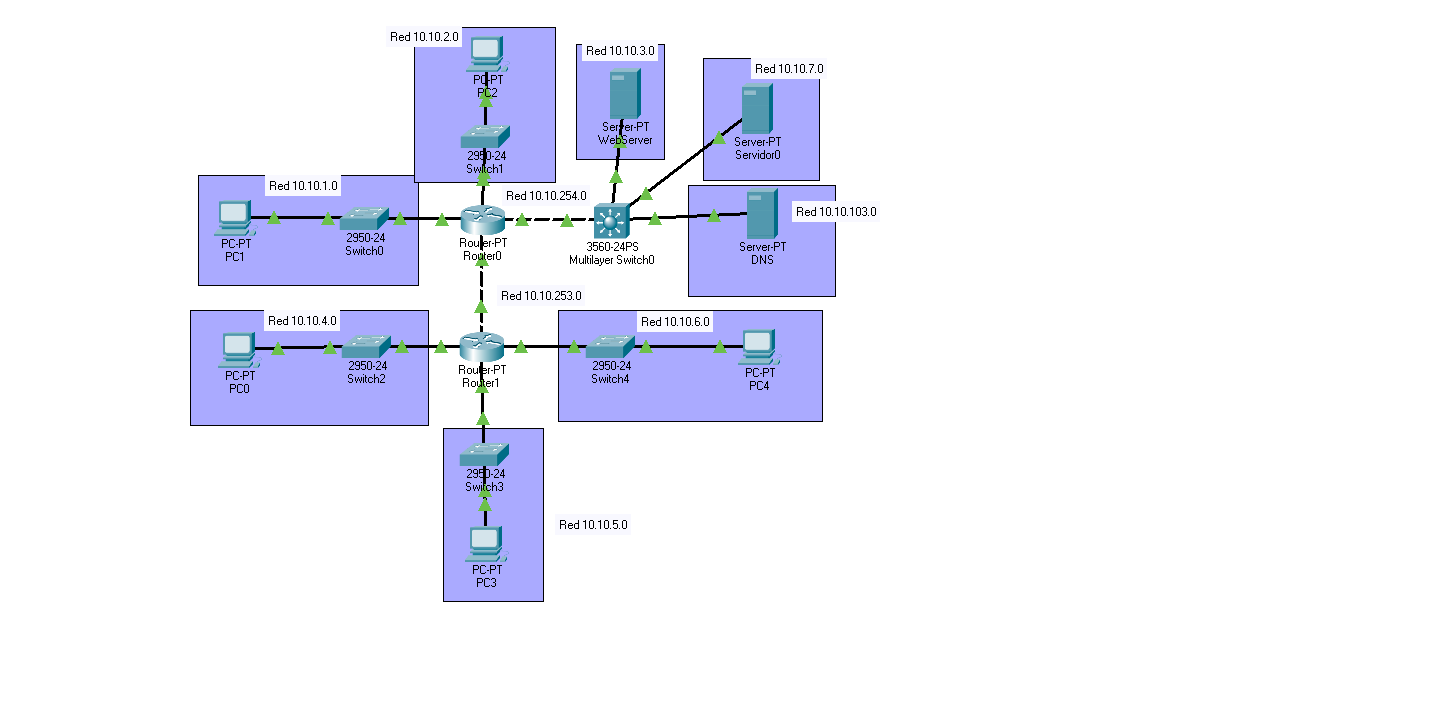 Red 10.10.2.0
PC-PT
PC2
2950-24
Switch1
Red 10.10.3.0
Server-PT
WebServer
Red 10.10.7.0
Server-PT
Servidor0
Red 10.10.1.0
PC-PT
PC1
2950-24
Switch0
Router-PT
Router0
Red 10.10.254.0
3560-24PS
Multilayer Switch0
Red 10.10.103.0
Server-PT
DNS
Red 10.10.253.0
Red 10.10.4.0
PC-PT
PC0
2950-24
Switch2
Router-PT
Router1
Red 10.10.6.0
2950-24
Switch4
PC-PT
PC4
2950-24
Switch3
Red 10.10.5.0
PC-PT
PC3